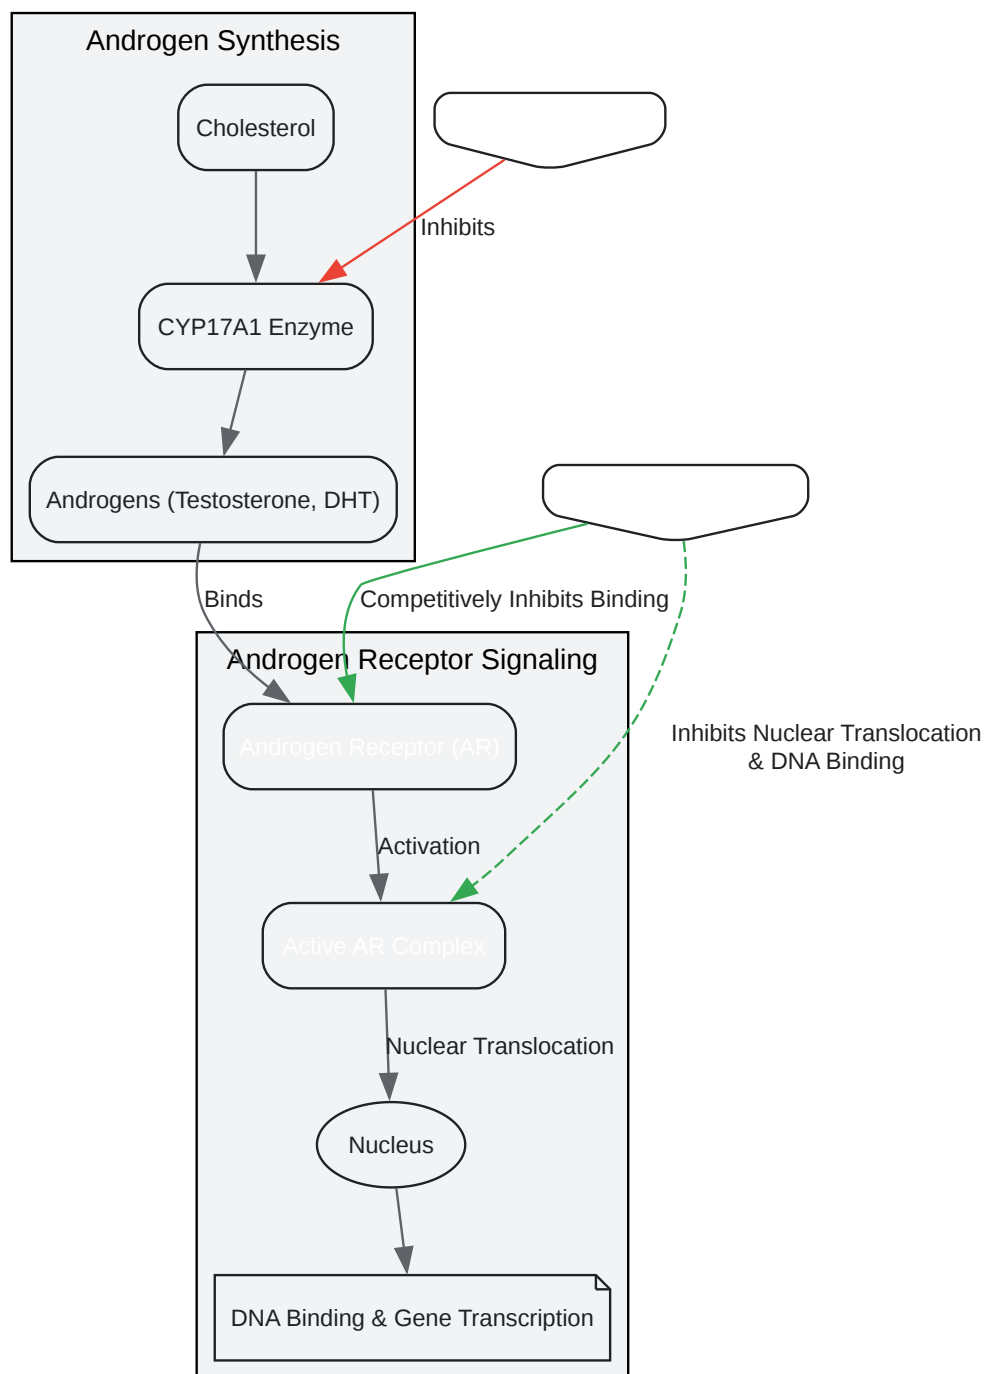 Androgen Synthesis
Cholesterol
Inhibits
CYP17A1 Enzyme
Androgens (Testosterone, DHT)
Binds
Competitively Inhibits Binding
Androgen Receptor Signaling
Androgen Receptor (AR)
Inhibits Nuclear Translocation
& DNA Binding
Activation
Active AR Complex
Nuclear Translocation
Nucleus
DNA Binding & Gene Transcription